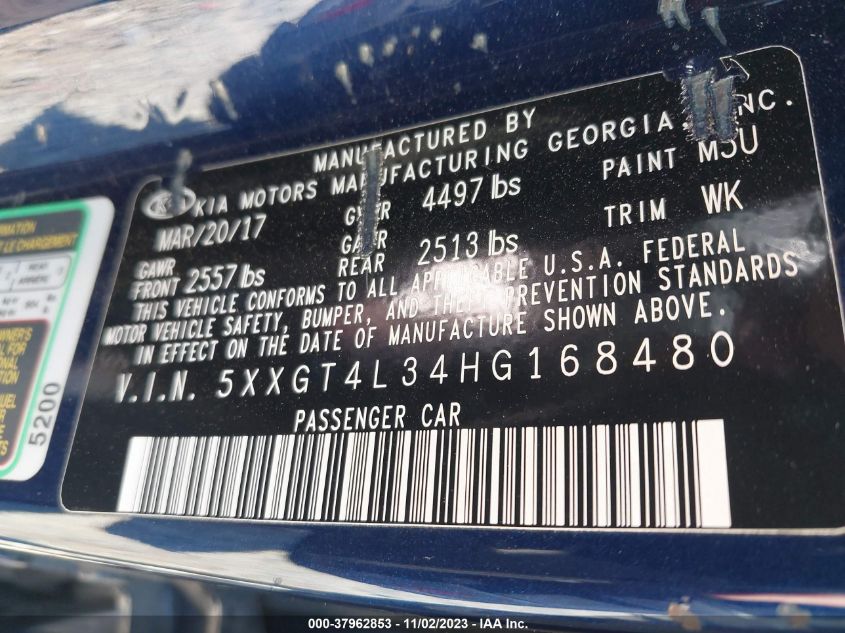 MANUFACTURED BY
KIA MOTORS MANUFACTURING GEORGIA, INC.
MAR/20/17 GVWR 4497 lbs PAINT M5U
GAWR FRONT 2557 lbs GAWR REAR 2513 lbs TRIM WK
THIS VEHICLE CONFORMS TO ALL APPLICABLE U.S.A. FEDERAL
MOTOR VEHICLE SAFETY, BUMPER, AND THEFT PREVENTION STANDARDS
IN EFFECT ON THE DATE OF MANUFACTURE SHOWN ABOVE.
V.I.N. 5XXGT4L34HG168480
PASSENGER CAR
LE CHARGEMENT
5200
000-37962853 - 11/02/2023 - IAA Inc.